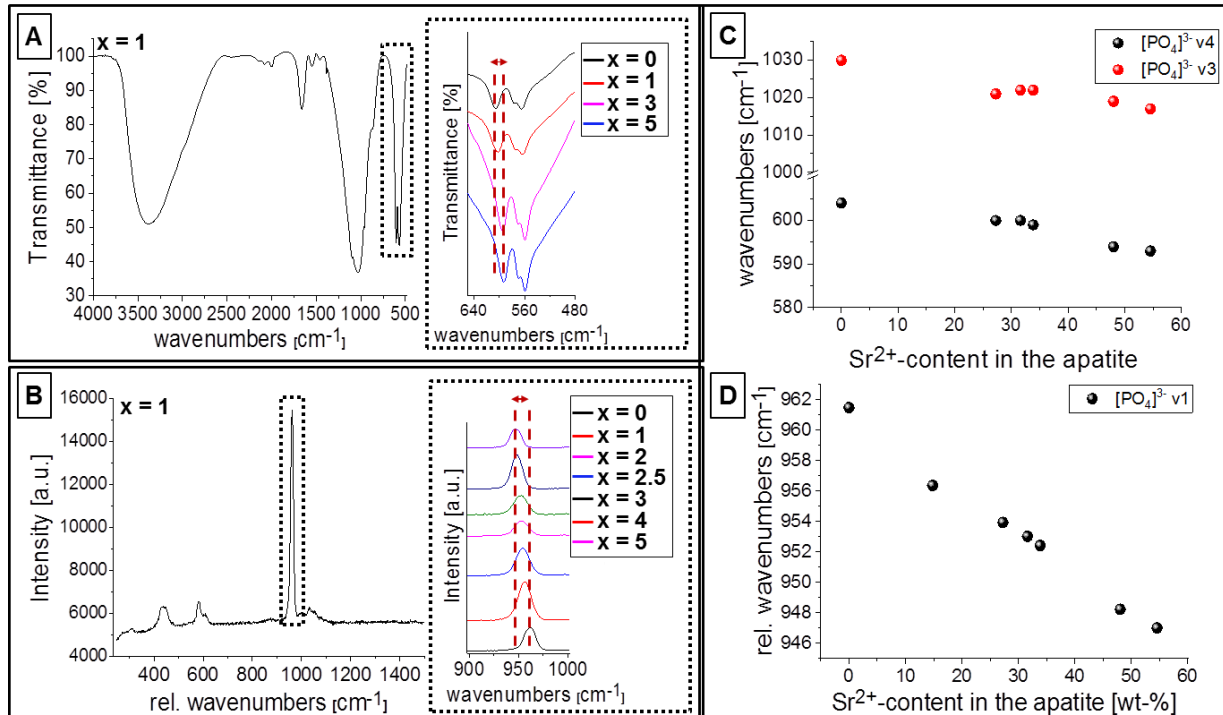 A
x = 1
Transmittance [%]
100
90
80
70
60
50
40
30
4000 3500 3000 2500 2000 1500 1000 500
wavenumbers [cm-1]
Transmittance [%]
x = 0
x = 1
x = 3
x = 5
640 560 480
wavenumbers [cm-1]
C
[PO4]3- v4
[PO4]3- v3
wavenumbers [cm-1]
1030
1020
1010
1000
600
590
580
0 10 20 30 40 50 60
Sr2+-content in the apatite
B
x = 1
Intensity [a.u.]
16000
14000
12000
10000
8000
6000
4000
400 600 800 1000 1200 1400
rel. wavenumbers [cm-1]
Intensity [a.u.]
x = 0
x = 1
x = 2
x = 2.5
x = 3
x = 4
x = 5
900 950 1000
wavenumbers [cm-1]
D
[PO4]3- v1
rel. wavenumbers [cm-1]
962
960
958
956
954
952
950
948
946
0 10 20 30 40 50 60
Sr2+-content in the apatite [wt-%]